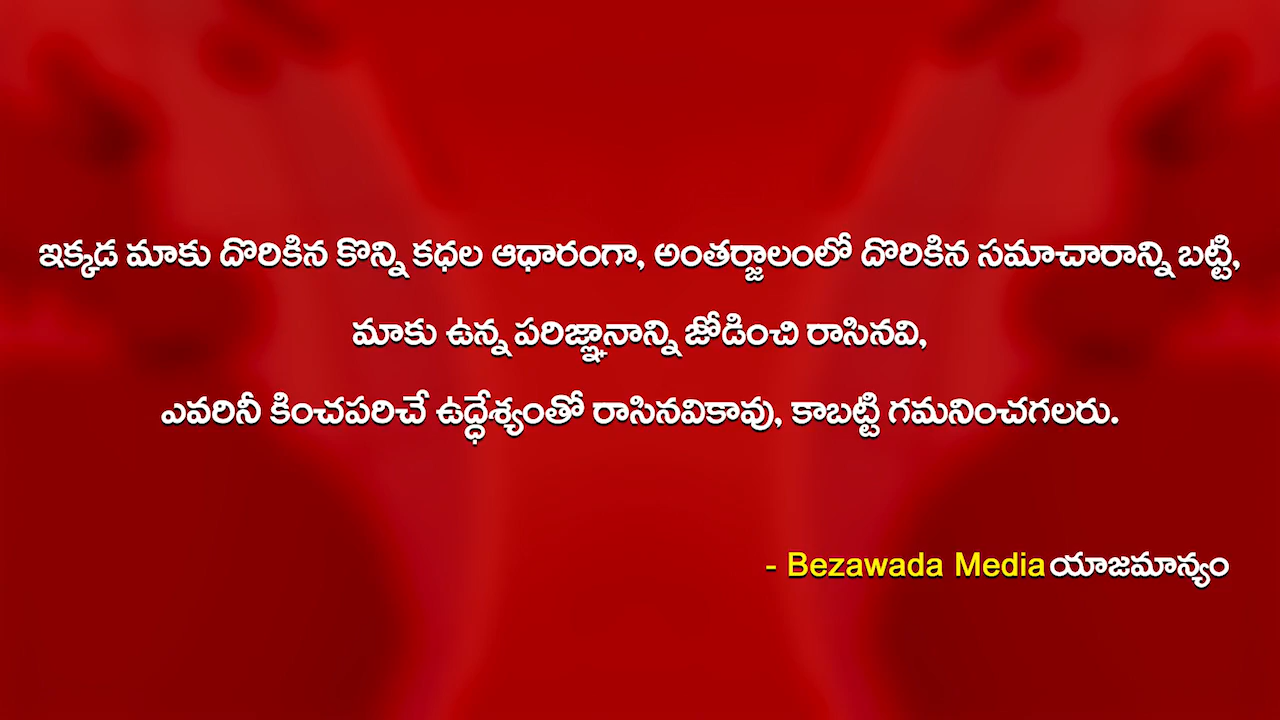 ఇక్కడ మాకు దొరికిన కొన్ని కధల ఆధారంగా, అంతర్జాలంలో దొరికిన సమాచారాన్ని బట్టి,
మాకు ఉన్న పరిజ్ఞానాన్ని జోడించి రాసినవి,
ఎవరినీ కించపరిచే ఉద్ధేశ్యంతో రాసినవికావు, కాబట్టి గమనించగలరు.
- Bezawada Media యాజమాన్యం